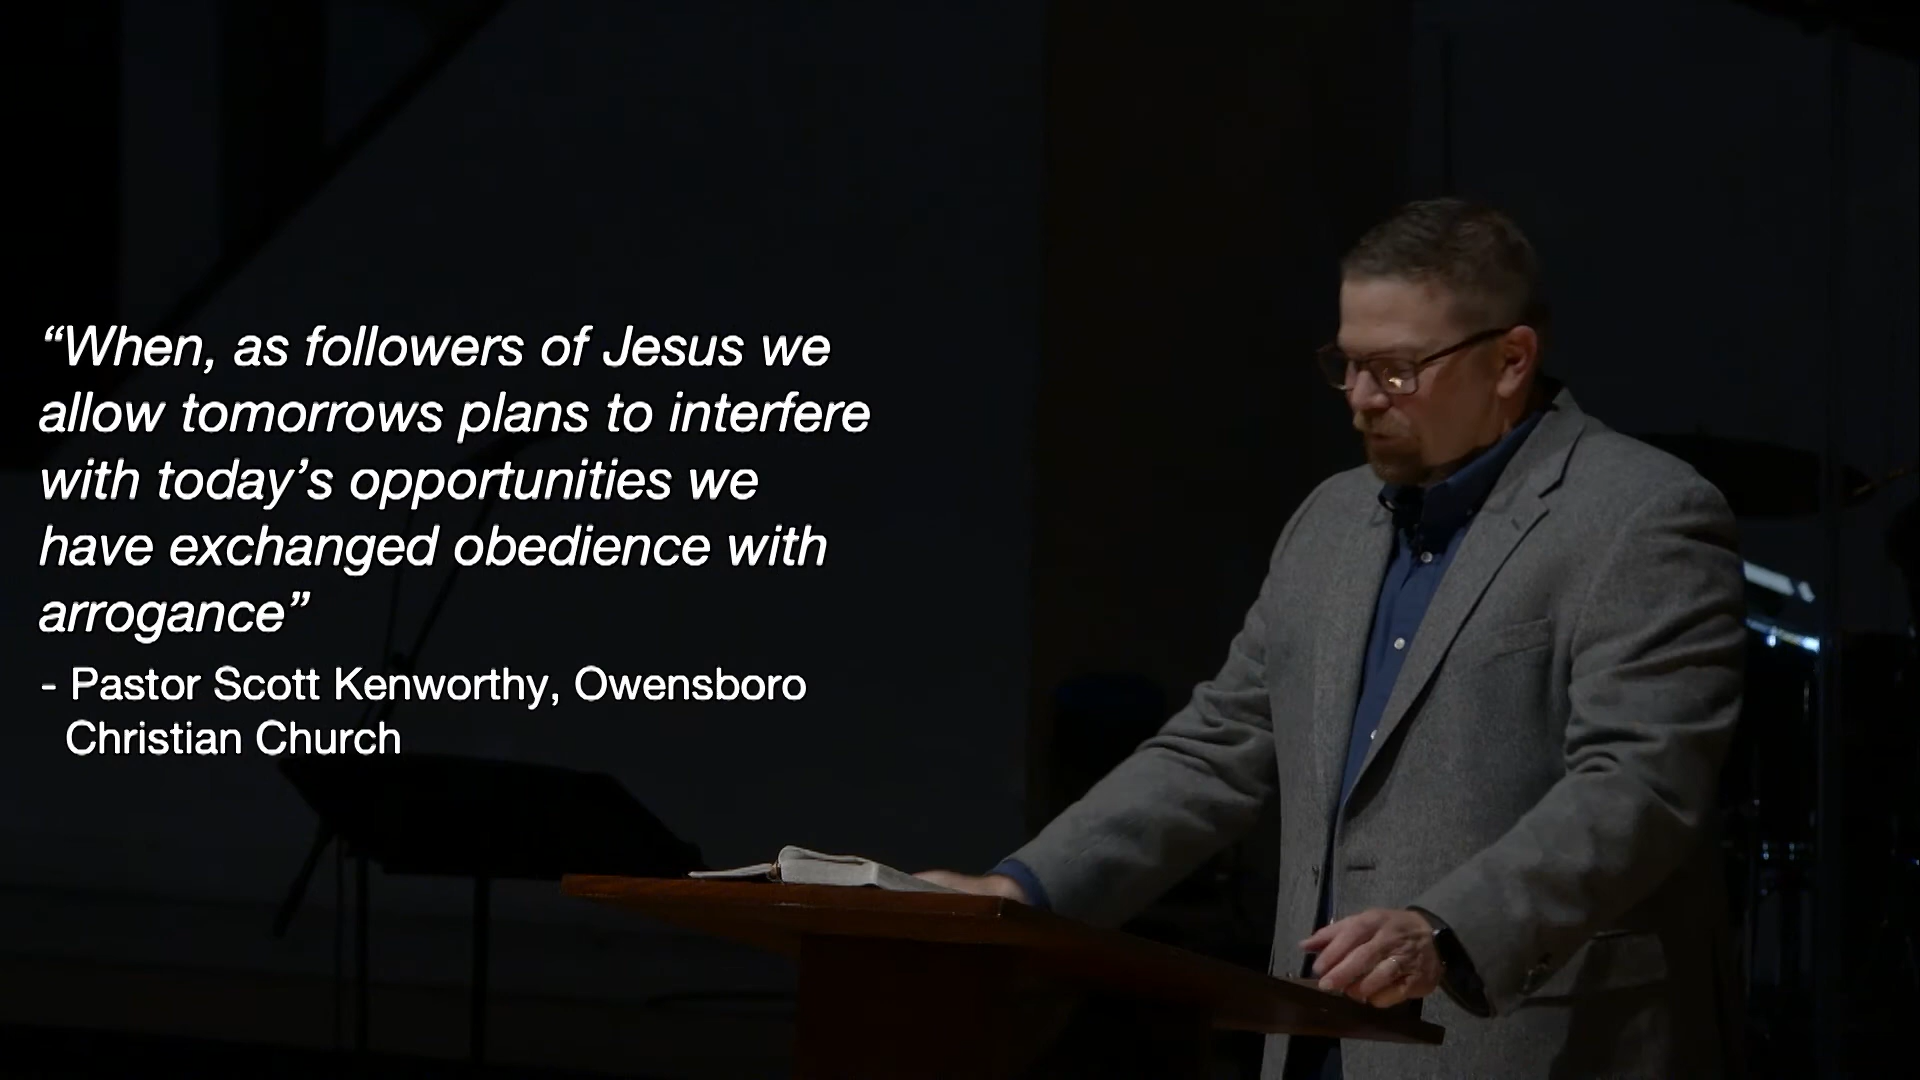 “When, as followers of Jesus we
allow tomorrows plans to interfere
with today’s opportunities we
have exchanged obedience with
arrogance”
- Pastor Scott Kenworthy, Owensboro
Christian Church